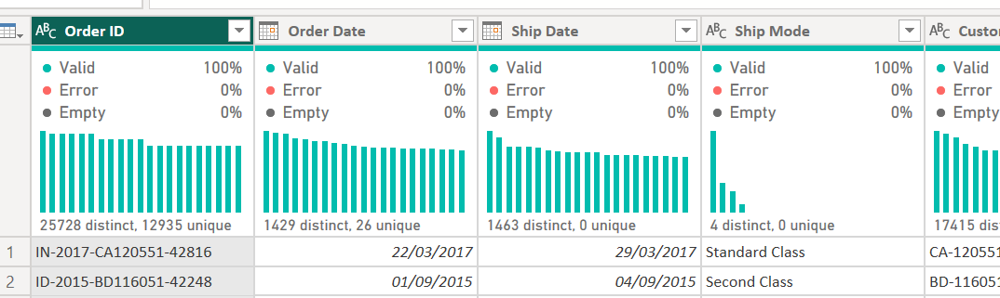 ABC Order ID Order Date Ship Date ABC Ship Mode ABC Custo
Valid 100% Valid 100% Valid 100% Valid 100% Valid
Error 0% Error 0% Error 0% Error 0% Error
Empty 0% Empty 0% Empty 0% Empty 0% Empty
25728 distinct, 12935 unique 1429 distinct, 26 unique 1463 distinct, 0 unique 4 distinct, 0 unique 17415 dist
1 IN-2017-CA120551-42816 22/03/2017 29/03/2017 Standard Class CA-120551
2 ID-2015-BD116051-42248 01/09/2015 04/09/2015 Second Class BD-116051